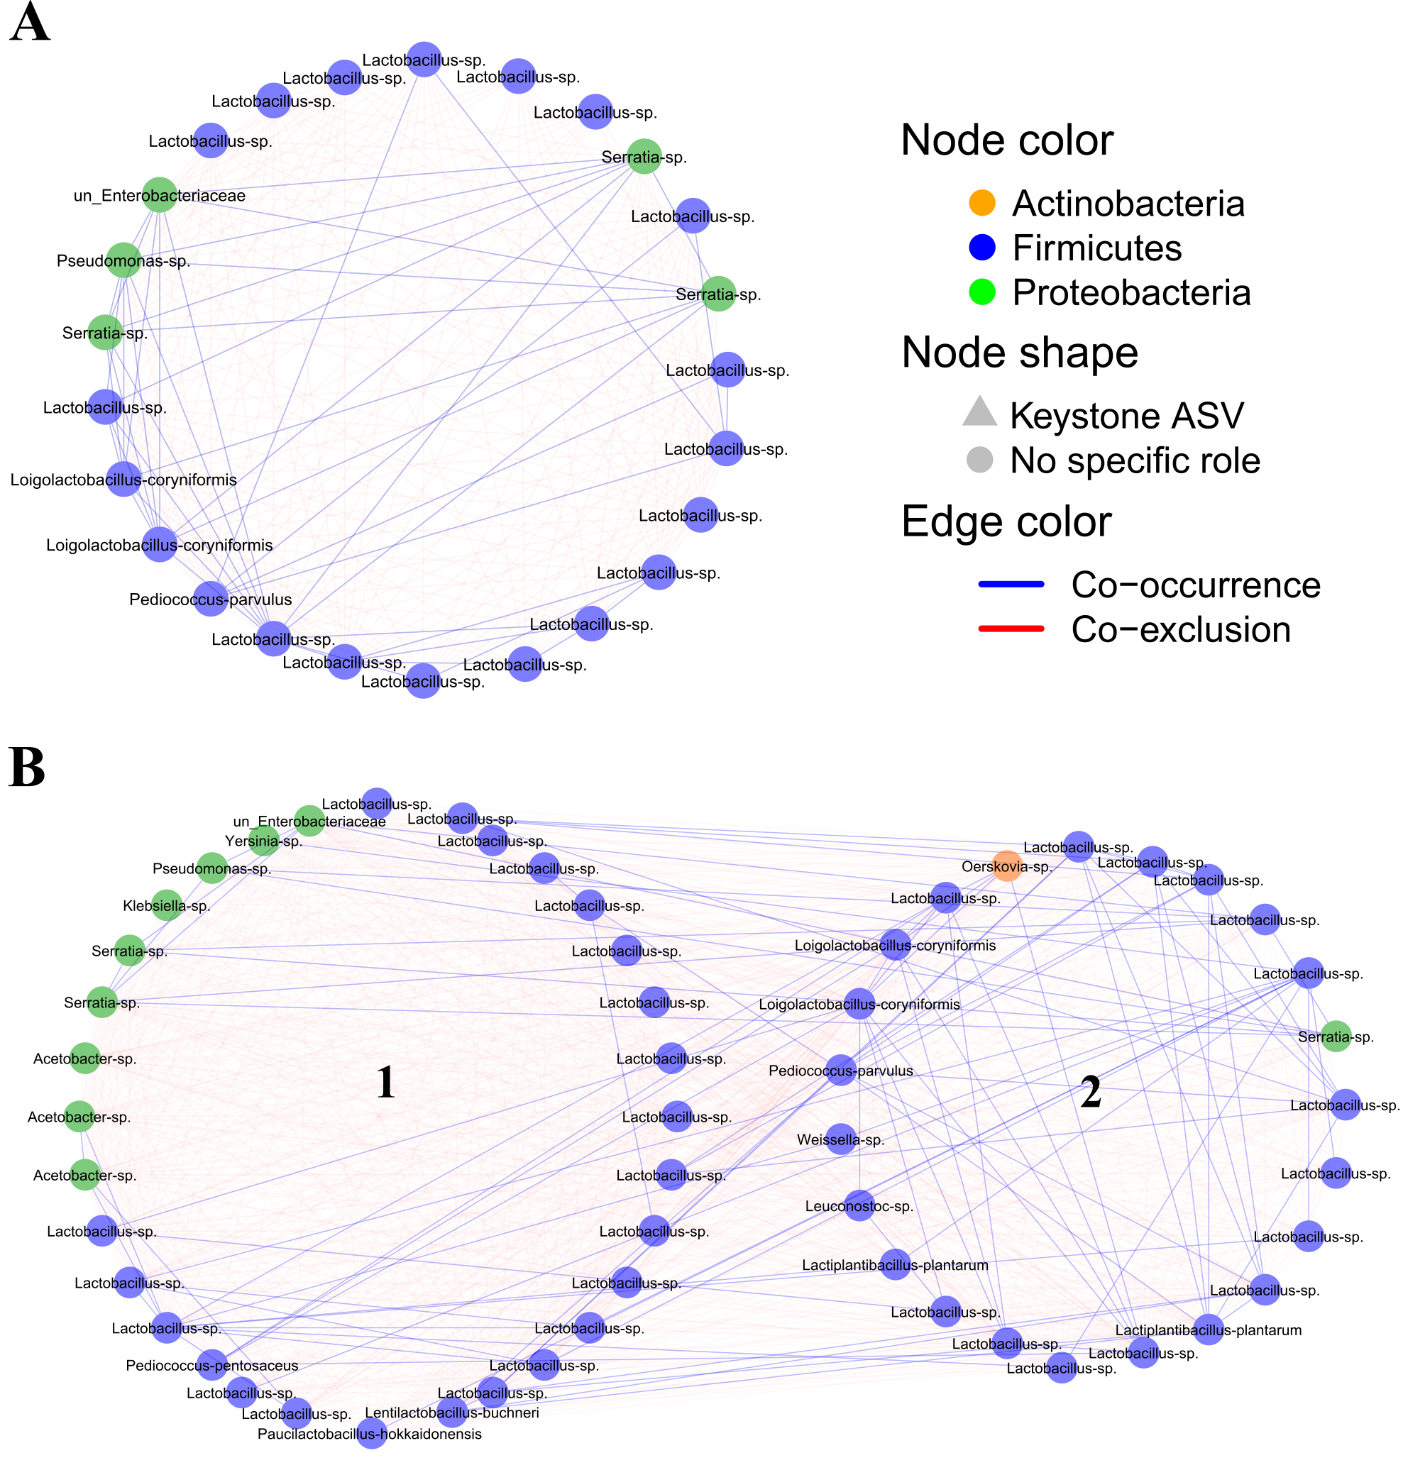 A
Lactobacillus-sp.
Lactobacillus-sp.
Lactobacillus-sp.
Lactobacillus-sp.
Lactobacillus-sp.
Lactobacillus-sp.
Serratia-sp.
un_Enterobacteriaceae
Lactobacillus-sp.
Pseudomonas-sp.
Serratia-sp.
Serratia-sp.
Lactobacillus-sp.
Lactobacillus-sp.
Lactobacillus-sp.
Loigolactobacillus-coryniformis
Lactobacillus-sp.
Loigolactobacillus-coryniformis
Lactobacillus-sp.
Pediococcus-parvulus
Lactobacillus-sp.
Lactobacillus-sp.
Lactobacillus-sp.
Lactobacillus-sp.
Lactobacillus-sp.
Node color
Actinobacteria
Firmicutes
Proteobacteria
Node shape
Keystone ASV
No specific role
Edge color
Co−occurrence
Co−exclusion
B
Lactobacillus-sp.
un_Enterobacteriaceae
Lactobacillus-sp.
Yersinia-sp.
Lactobacillus-sp.
Pseudomonas-sp.
Lactobacillus-sp.
Klebsiella-sp.
Lactobacillus-sp.
Serratia-sp.
Lactobacillus-sp.
Serratia-sp.
Lactobacillus-sp.
Acetobacter-sp.
Lactobacillus-sp.
1
Acetobacter-sp.
Lactobacillus-sp.
Acetobacter-sp.
Lactobacillus-sp.
Lactobacillus-sp.
Lactobacillus-sp.
Lactobacillus-sp.
Lactobacillus-sp.
Lactobacillus-sp.
Lactobacillus-sp.
Pediococcus-pentosaceus
Lactobacillus-sp.
Lactobacillus-sp.
Lactobacillus-sp.
Lactobacillus-sp.
Lentilactobacillus-buchneri
Paucilactobacillus-hokkaidonensis
Lactobacillus-sp.
Oerskovia-sp.
Lactobacillus-sp.
Lactobacillus-sp.
Lactobacillus-sp.
Lactobacillus-sp.
Loigolactobacillus-coryniformis
Lactobacillus-sp.
Loigolactobacillus-coryniformis
Serratia-sp.
Pediococcus-parvulus
2
Lactobacillus-sp.
Weissella-sp.
Lactobacillus-sp.
Leuconostoc-sp.
Lactobacillus-sp.
Lactiplantibacillus-plantarum
Lactobacillus-sp.
Lactobacillus-sp.
Lactiplantibacillus-plantarum
Lactobacillus-sp.
Lactobacillus-sp.
Lactobacillus-sp.